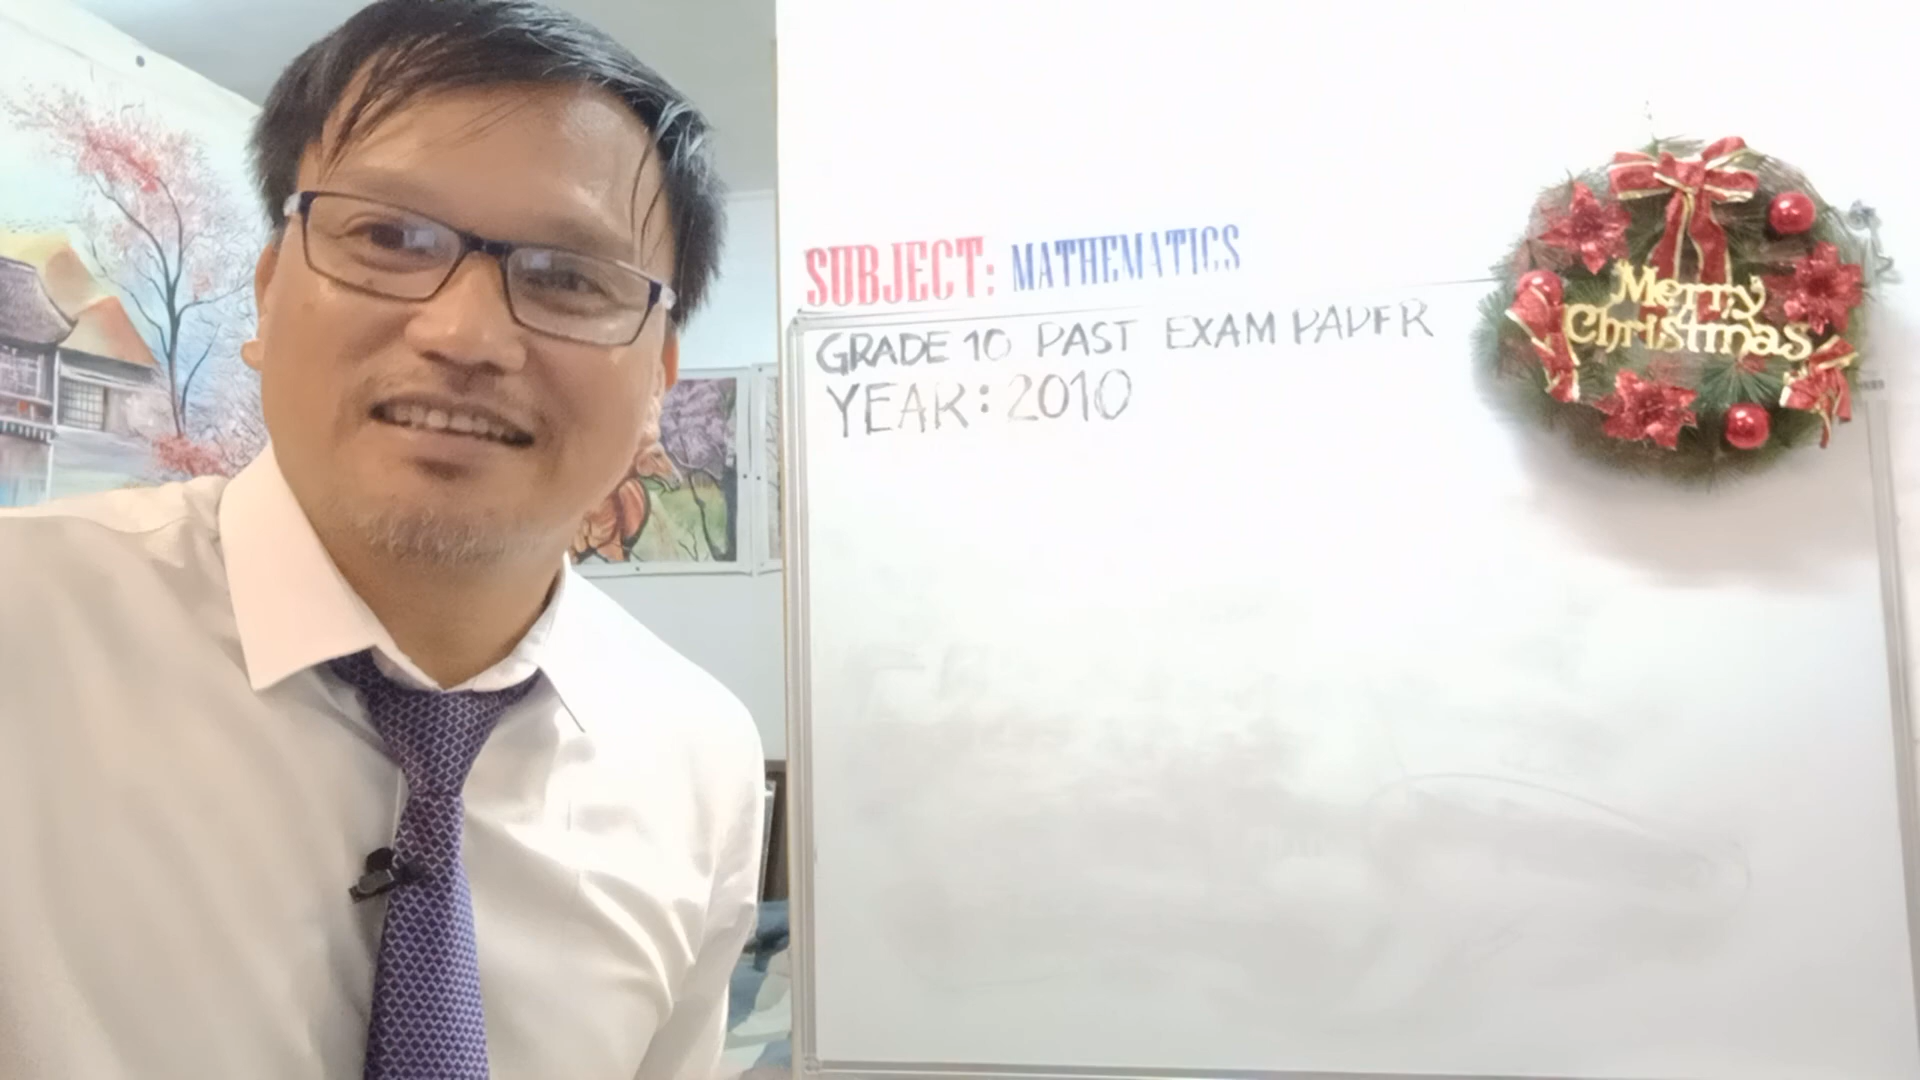 SUBJECT: MATHEMATICS
GRADE 10 PAST EXAM PAPER
YEAR: 2010
Merry
Christmas